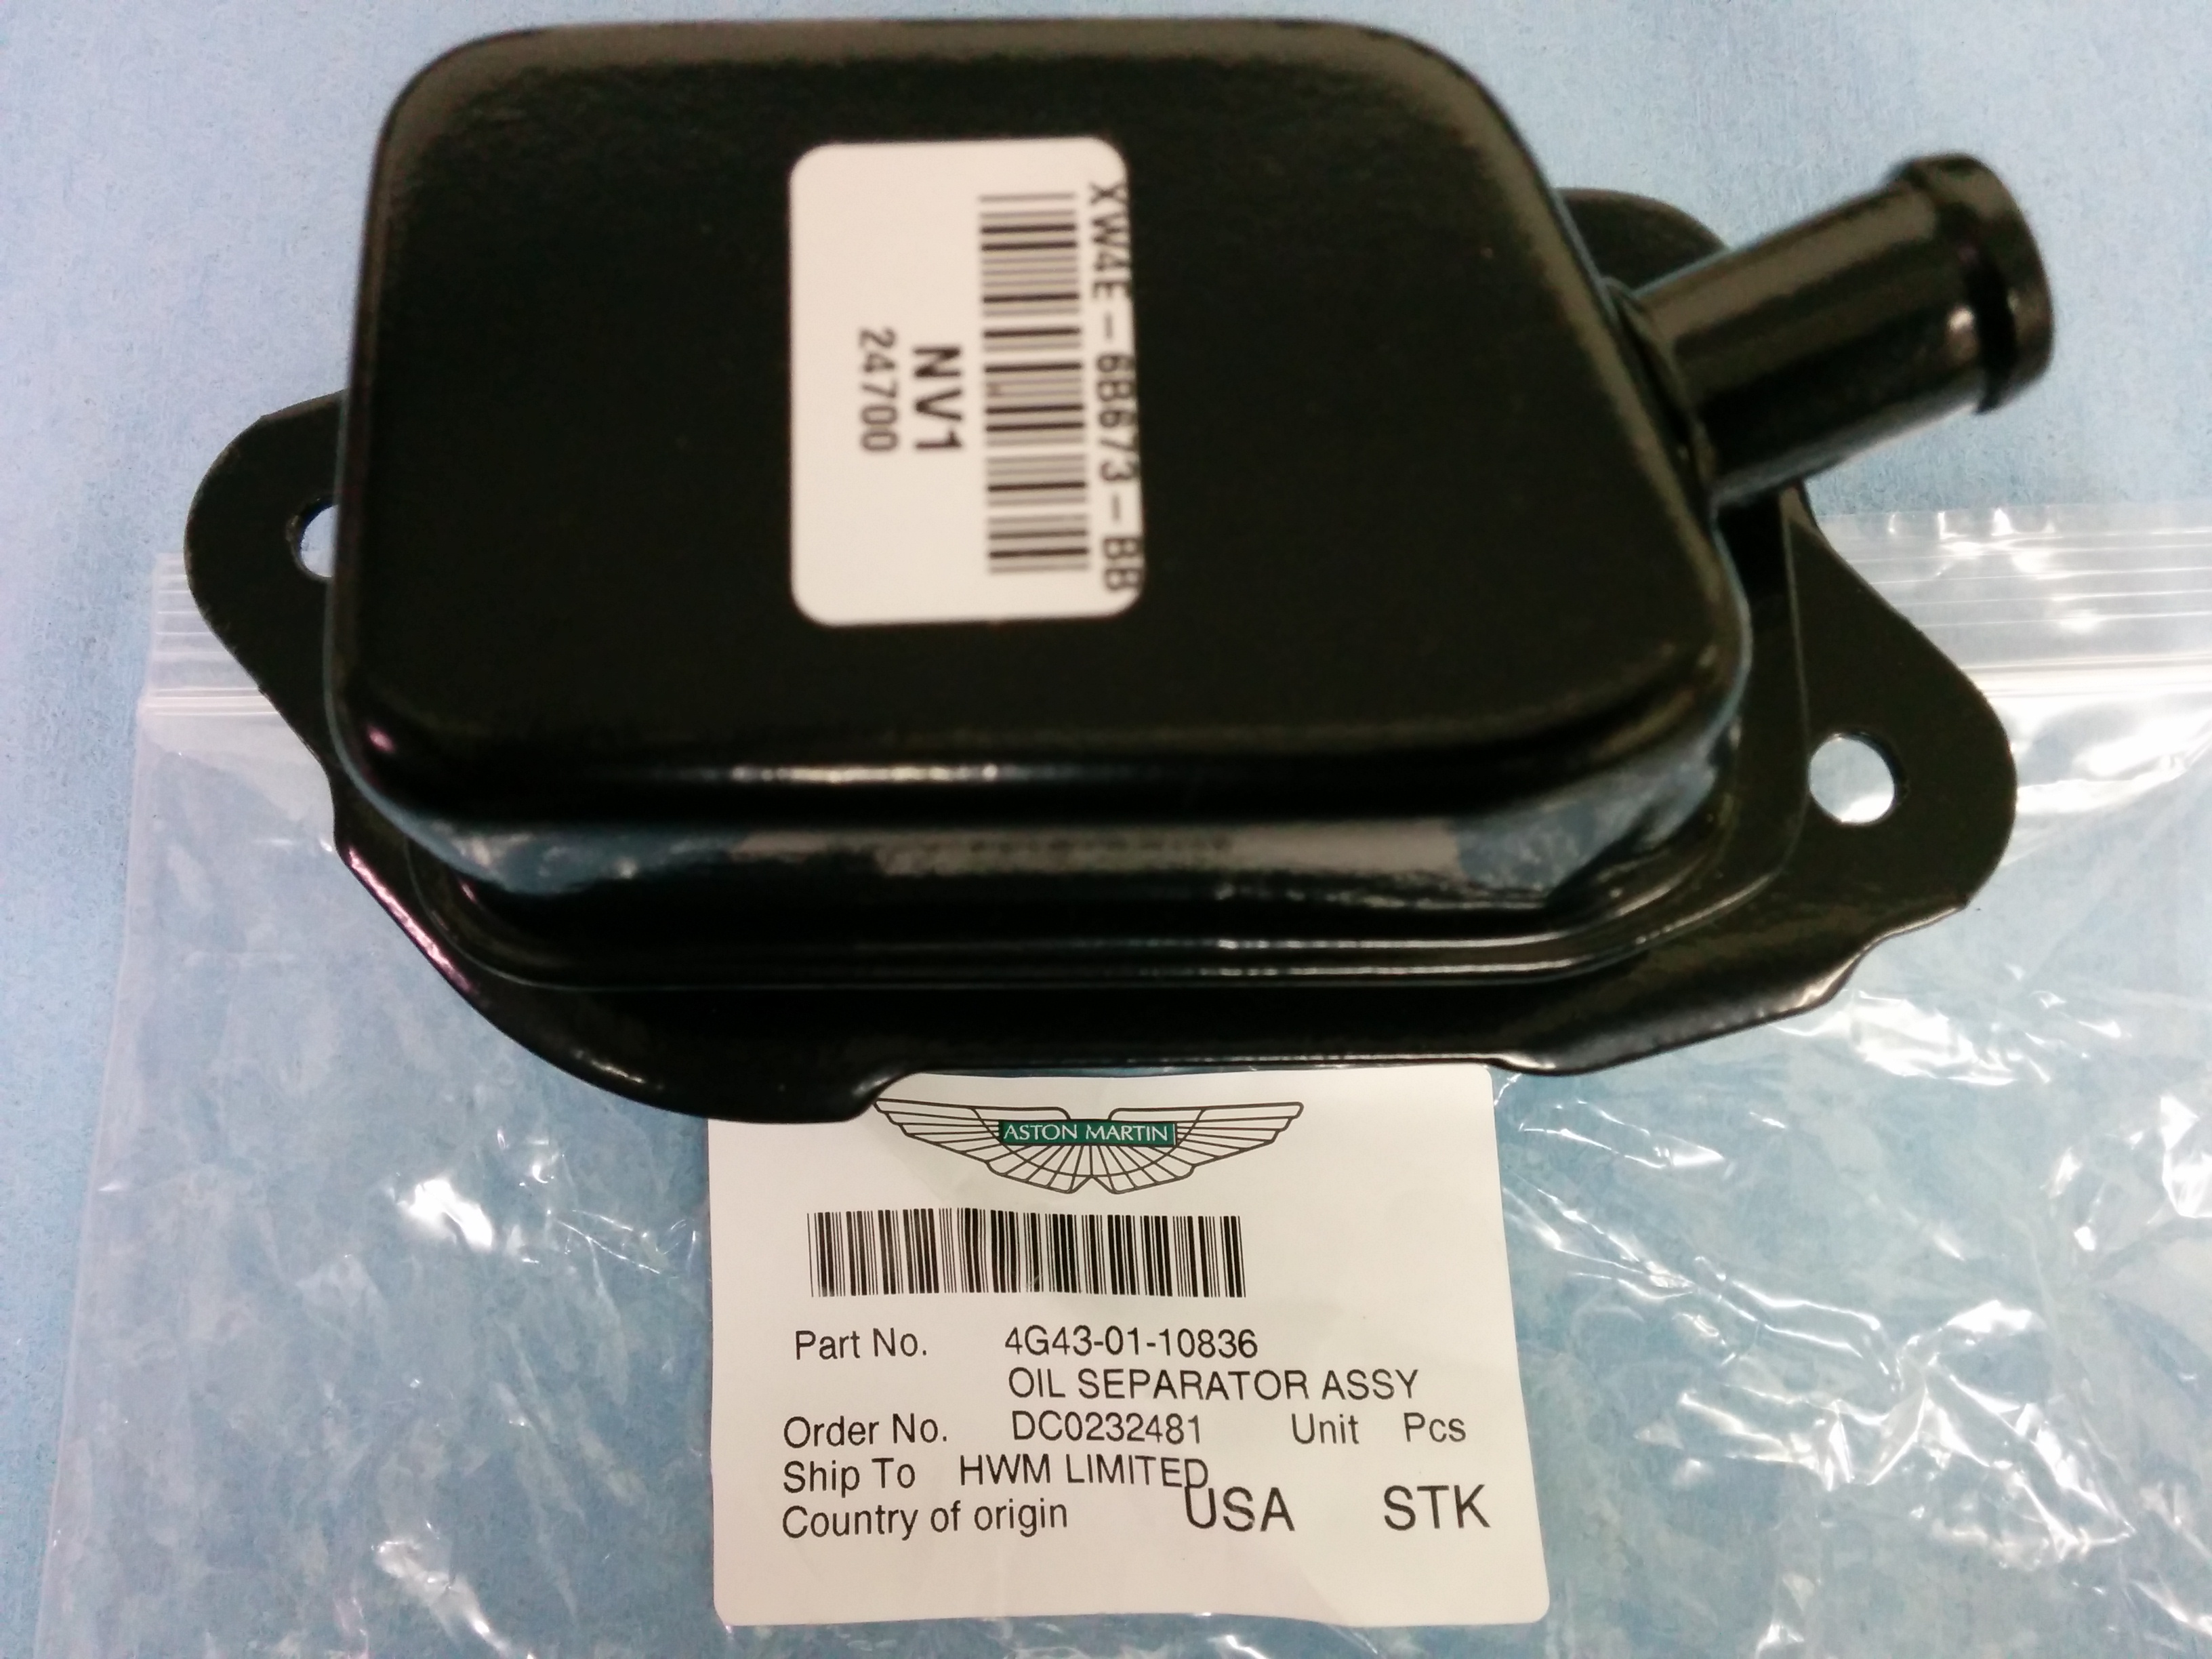 XW4E-6B673-BB
NV1
24700
ASTON MARTIN
Part No. 4G43-01-10836
OIL SEPARATOR ASSY
Order No. DC0232481 Unit Pcs
Ship To HWM LIMITED
Country of origin USA STK